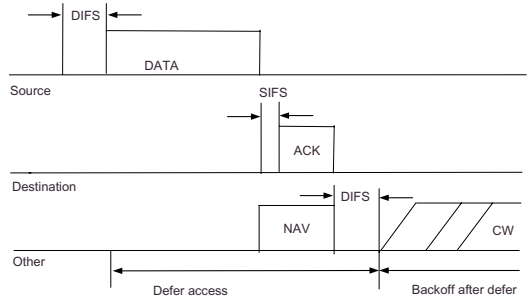 DIFS
DATA
Source
SIFS
ACK
Destination
DIFS
NAV
CW
Other
Defer access
Backoff after defer